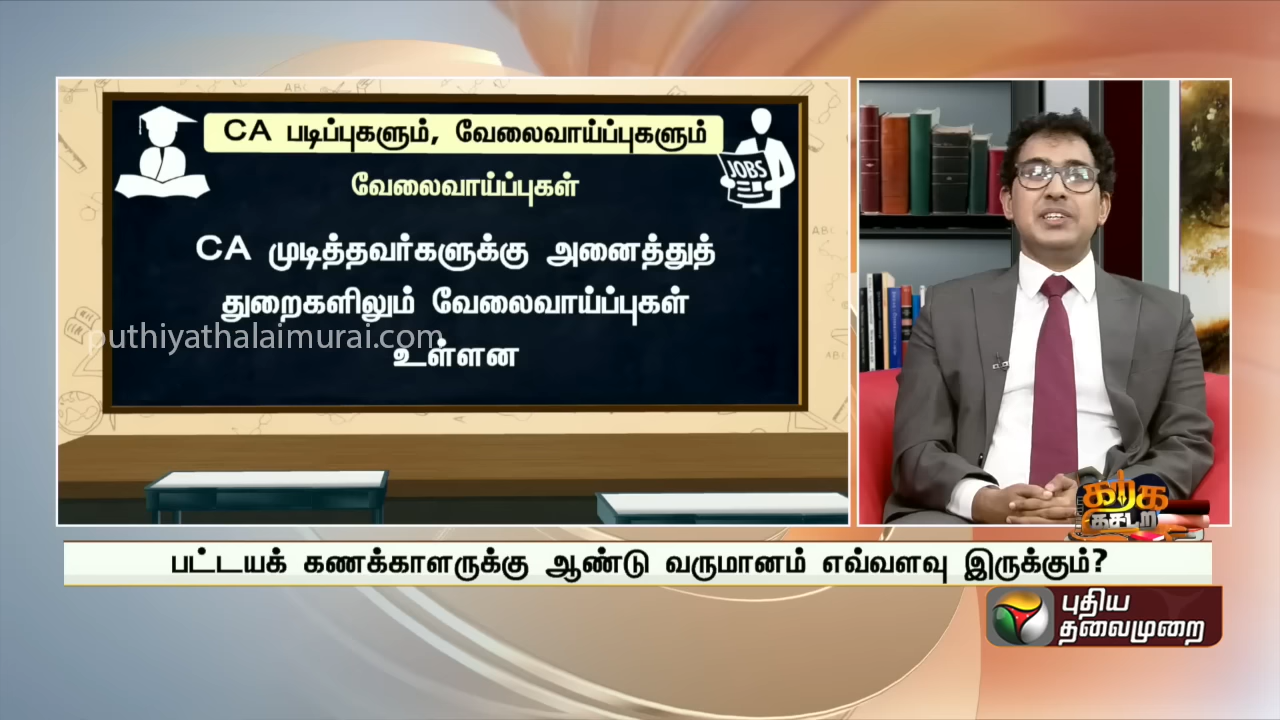 CA படிப்புகளும், வேலைவாய்ப்புகளும்
JOBS
வேலைவாய்ப்புகள்
CA முடித்தவர்களுக்கு அனைத்துத்
துறைகளிலும் வேலைவாய்ப்புகள்
உள்ளன
puthiyathalaimurai.com
கற்க
கசடற
பட்டயக் கணக்காளருக்கு ஆண்டு வருமானம் எவ்வளவு இருக்கும்?
புதிய
தலைமுறை